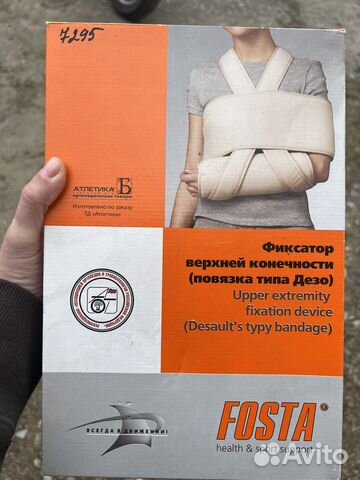 7295
АТЛЕТИКА
ортопедические товары
Изготовлено по заказу
ТД «Атлетика»
Фиксатор
верхней конечности
(повязка типа Дезо)
Upper extremity
fixation device
(Desault's typy bandage)
ВСЕГДА В ДВИЖЕНИИ!
FOSTA
health & sport support
Avito